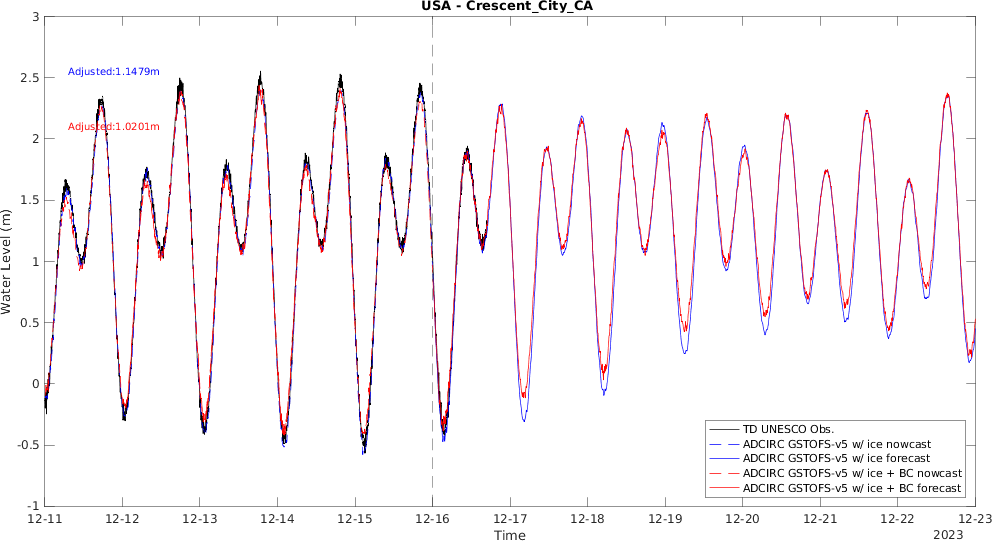 USA - Crescent_City_CA
3
2.5
2
1.5
1
0.5
0
-0.5
-1
Water Level (m)
Adjusted:1.1479m
Adjusted:1.0201m
TD UNESCO Obs.
ADCIRC GSTOFS-v5 w/ ice nowcast
ADCIRC GSTOFS-v5 w/ ice forecast
ADCIRC GSTOFS-v5 w/ ice + BC nowcast
ADCIRC GSTOFS-v5 w/ ice + BC forecast
12-11 12-12 12-13 12-14 12-15 12-16 12-17 12-18 12-19 12-20 12-21 12-22 12-23
Time
2023